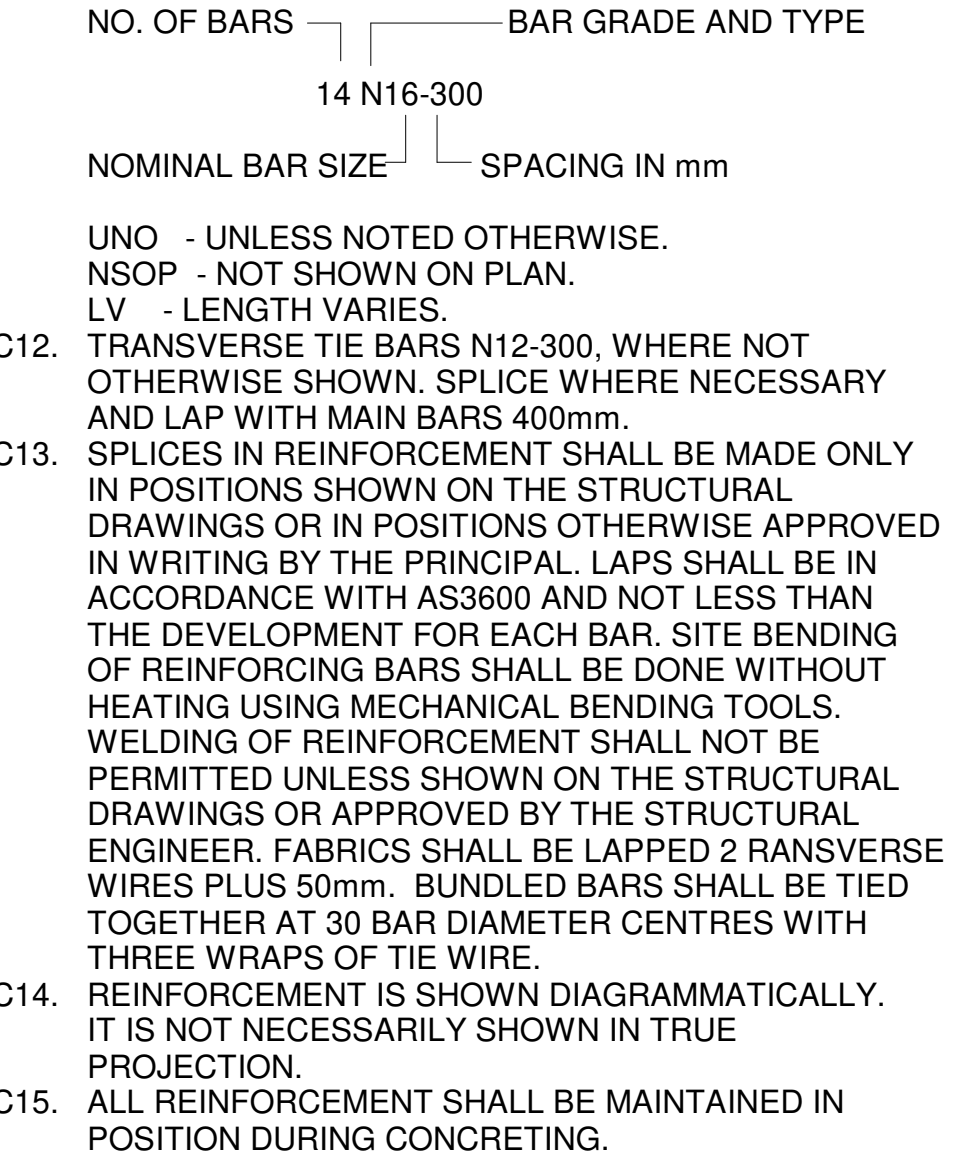 NO. OF BARS BAR GRADE AND TYPE
14 N16-300
NOMINAL BAR SIZE SPACING IN mm
UNO - UNLESS NOTED OTHERWISE.
NSOP - NOT SHOWN ON PLAN.
LV - LENGTH VARIES.
C12. TRANSVERSE TIE BARS N12-300, WHERE NOT
OTHERWISE SHOWN. SPLICE WHERE NECESSARY
AND LAP WITH MAIN BARS 400mm.
C13. SPLICES IN REINFORCEMENT SHALL BE MADE ONLY
IN POSITIONS SHOWN ON THE STRUCTURAL
DRAWINGS OR IN POSITIONS OTHERWISE APPROVED
IN WRITING BY THE PRINCIPAL. LAPS SHALL BE IN
ACCORDANCE WITH AS3600 AND NOT LESS THAN
THE DEVELOPMENT FOR EACH BAR. SITE BENDING
OF REINFORCING BARS SHALL BE DONE WITHOUT
HEATING USING MECHANICAL BENDING TOOLS.
WELDING OF REINFORCEMENT SHALL NOT BE
PERMITTED UNLESS SHOWN ON THE STRUCTURAL
DRAWINGS OR APPROVED BY THE STRUCTURAL
ENGINEER. FABRICS SHALL BE LAPPED 2 RANSVERSE
WIRES PLUS 50mm. BUNDLED BARS SHALL BE TIED
TOGETHER AT 30 BAR DIAMETER CENTRES WITH
THREE WRAPS OF TIE WIRE.
C14. REINFORCEMENT IS SHOWN DIAGRAMMATICALLY.
IT IS NOT NECESSARILY SHOWN IN TRUE
PROJECTION.
C15. ALL REINFORCEMENT SHALL BE MAINTAINED IN
POSITION DURING CONCRETING.